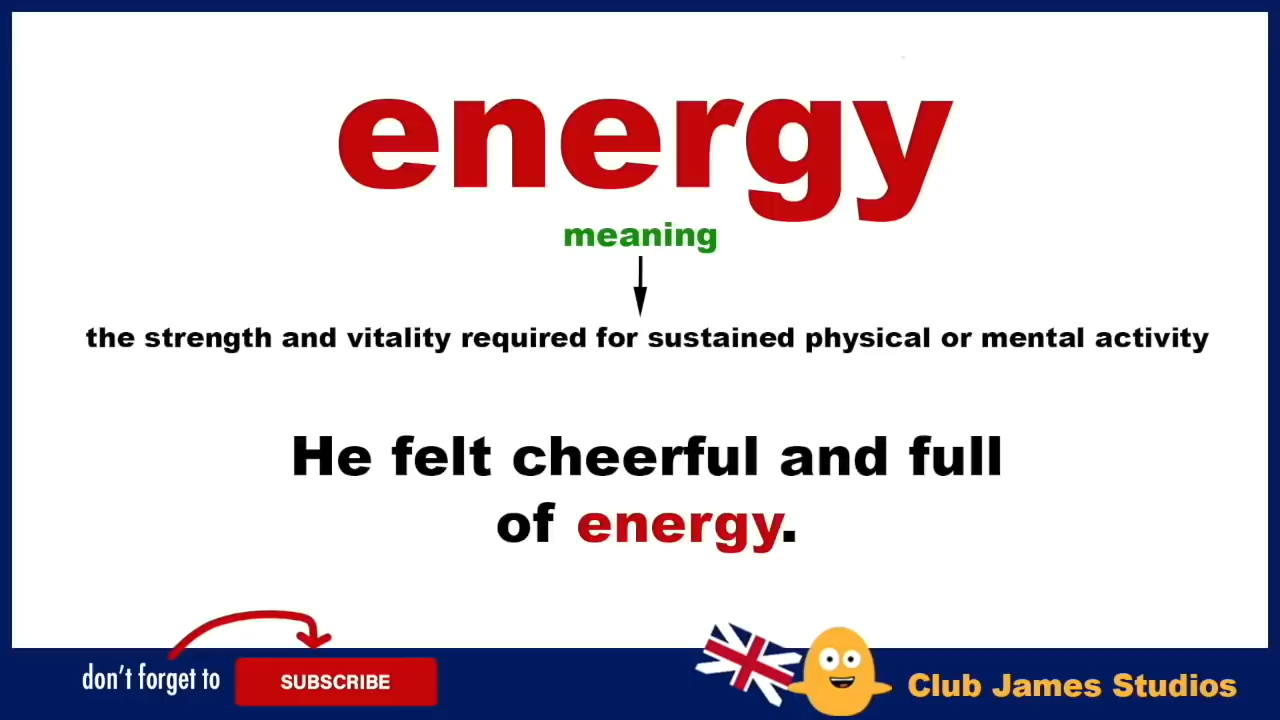 energy
meaning
the strength and vitality required for sustained physical or mental activity
He felt cheerful and full
of energy.
don't forget to
SUBSCRIBE
Club James Studios